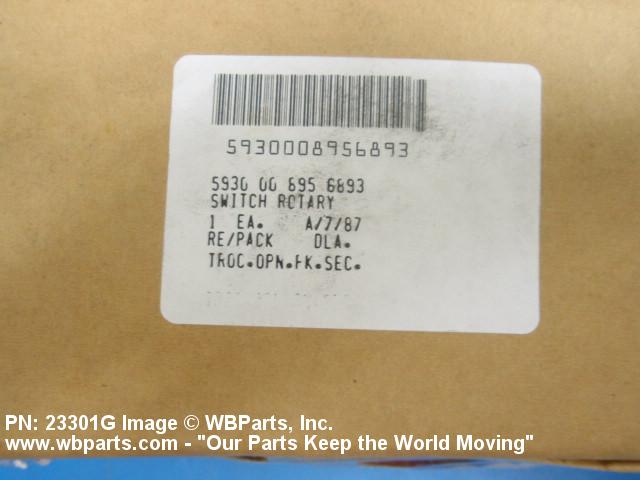 5930008956893
5930 00 895 6893
SWITCH ROTARY
1 EA. A/7/87
RE/PACK DLA.
TROC.OPN.PK.SEC.
PN: 23301G Image © WBParts, Inc.
www.wbparts.com - "Our Parts Keep the World Moving"